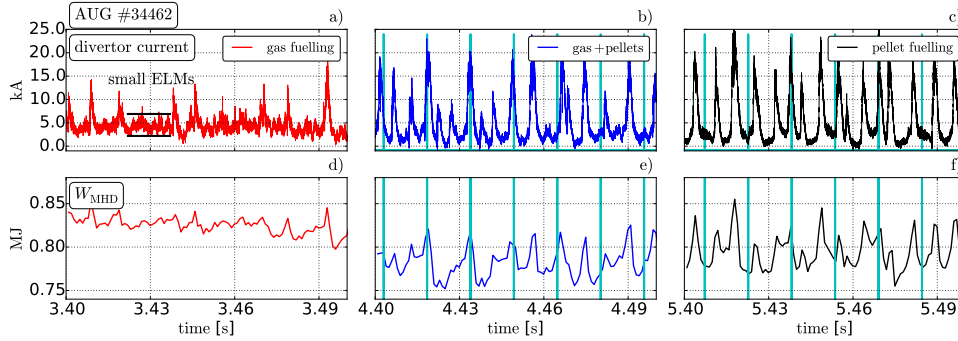 AUG #34462
a)
b)
c)
25.0
20.0
15.0
10.0
5.0
0.0
kA
divertor current
gas fuelling
small ELMs
gas+pellets
pellet fuelling
d)
e)
f)
0.85
0.80
0.75
MJ
W_MHD
3.40 3.43 3.46 3.49
4.40 4.43 4.46 4.49
5.40 5.43 5.46 5.49
time [s]
time [s]
time [s]